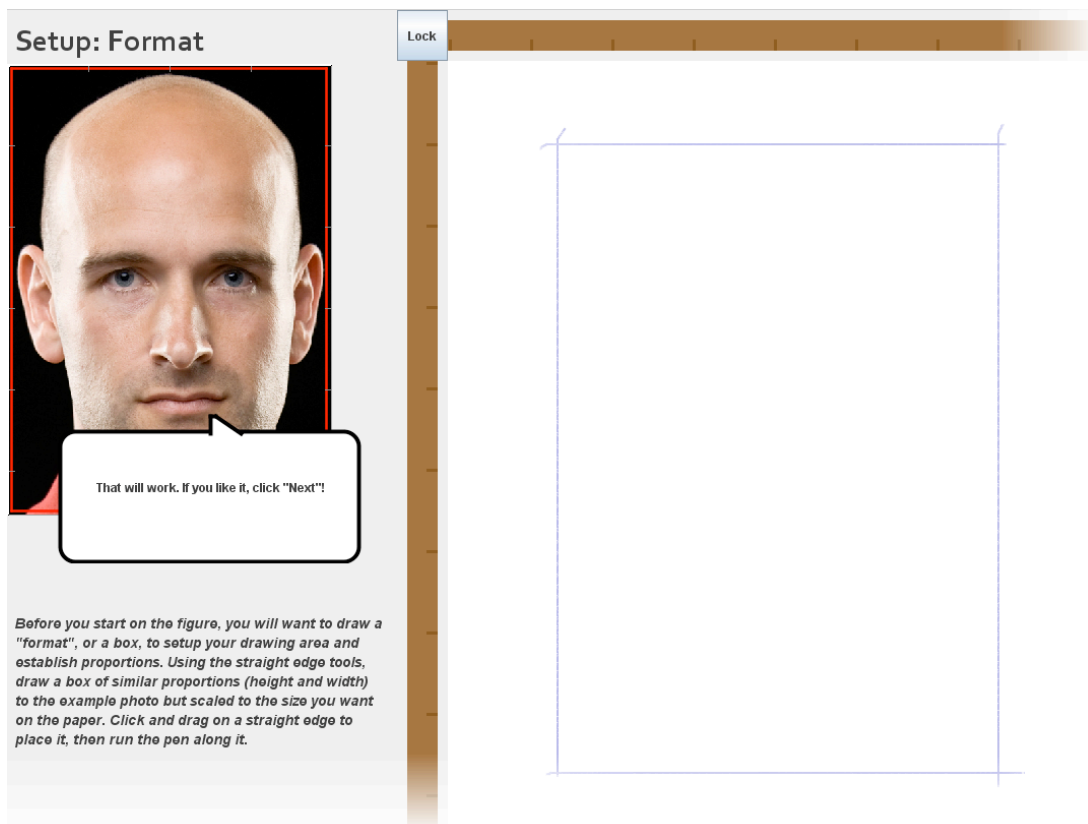 Setup: Format
Lock
That will work. If you like it, click "Next"!
Before you start on the figure, you will want to draw a
"format", or a box, to setup your drawing area and
establish proportions. Using the straight edge tools,
draw a box of similar proportions (height and width)
to the example photo but scaled to the size you want
on the paper. Click and drag on a straight edge to
place it, then run the pen along it.